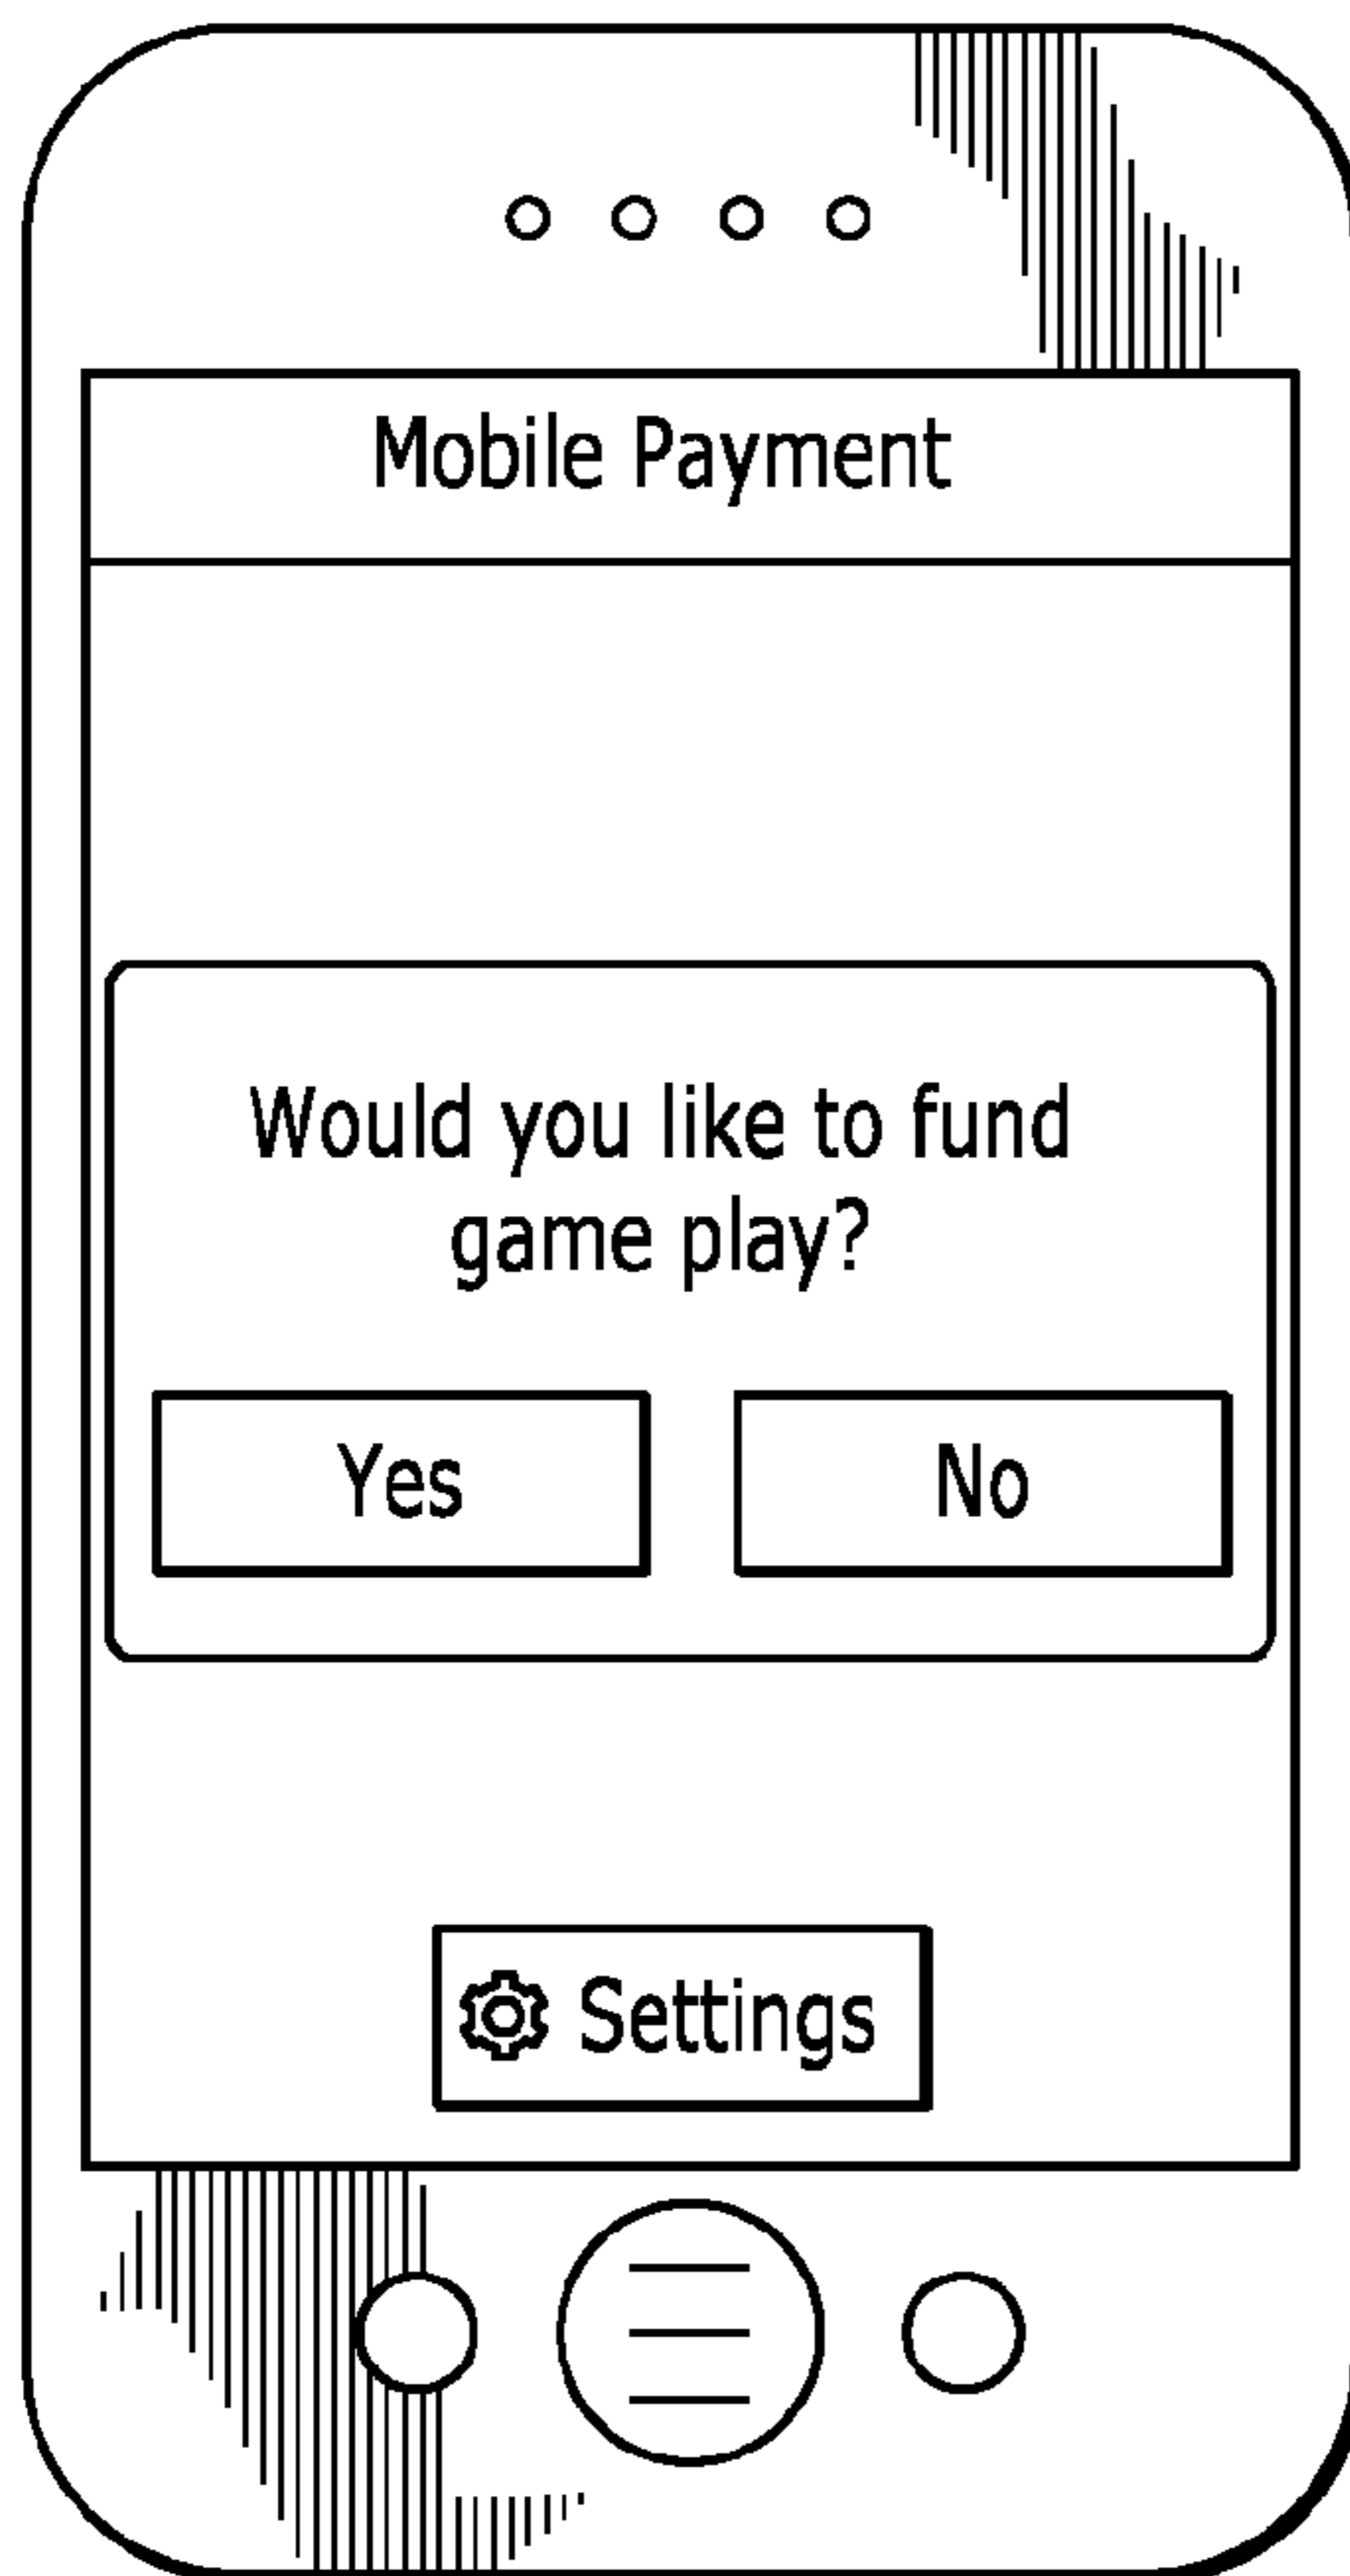 Mobile Payment
Would you like to fund
game play?
Yes
No
Settings